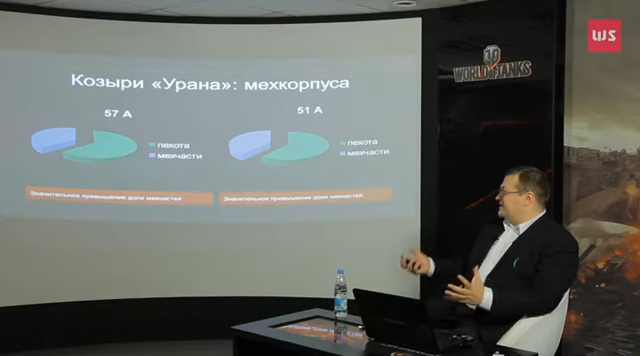 WS
WORLD OF TANKS
Козыри «Урана»: мехкорпуса
57 А
51 А
пехота
мехчасти
пехота
мехчасти
Значительное превышение доли мехчастей
Значительное превышение доли мехчастей